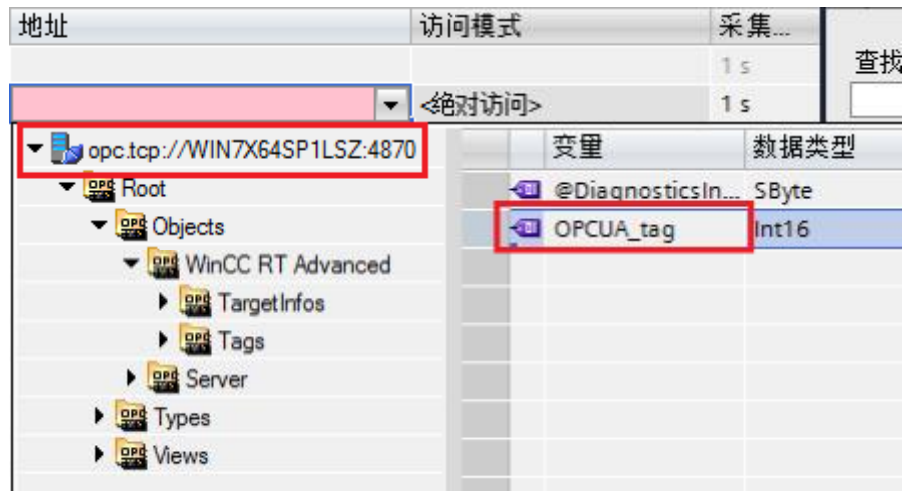 地址 访问模式 采集...
1 s 查找
<绝对访问> 1 s
opc.tcp://WIN7X64SP1LSZ:4870 变量 数据类型
Root @DiagnosticsIn... SByte
Objects OPCUA_tag Int16
WinCC RT Advanced
TargetInfos
Tags
Server
Types
Views